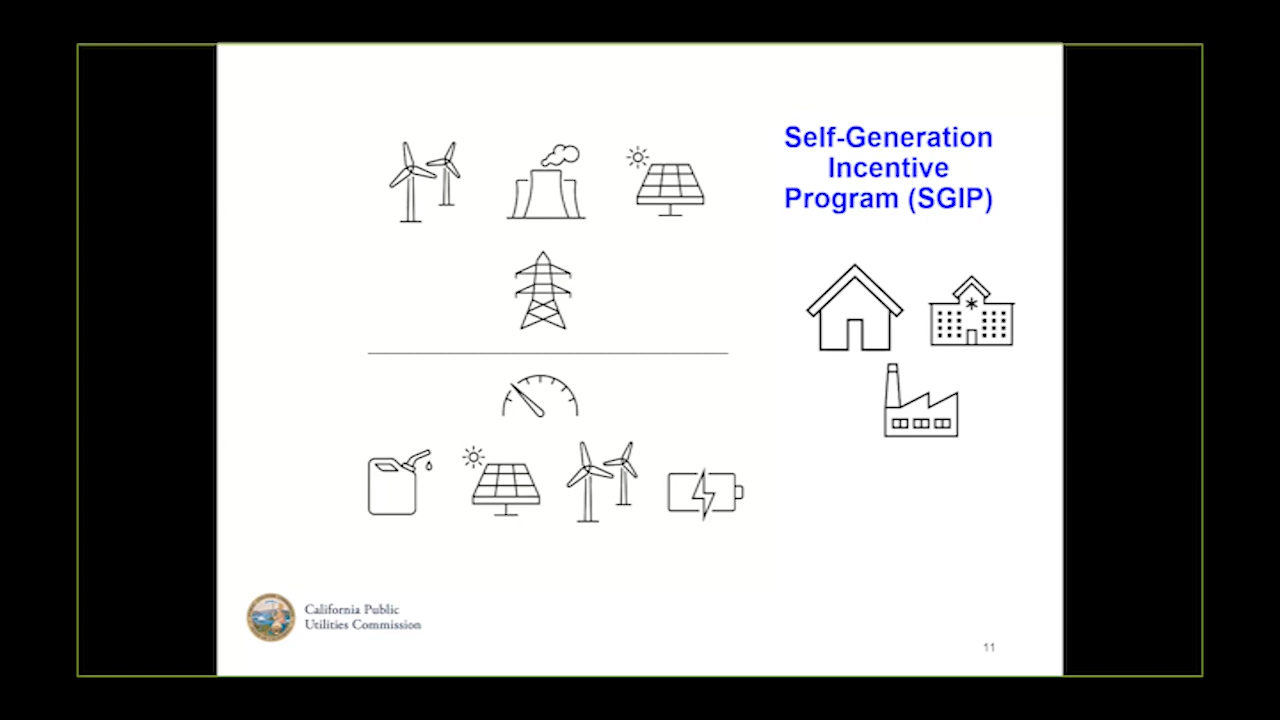 Self-Generation
Incentive
Program (SGIP)
California Public
Utilities Commission
11